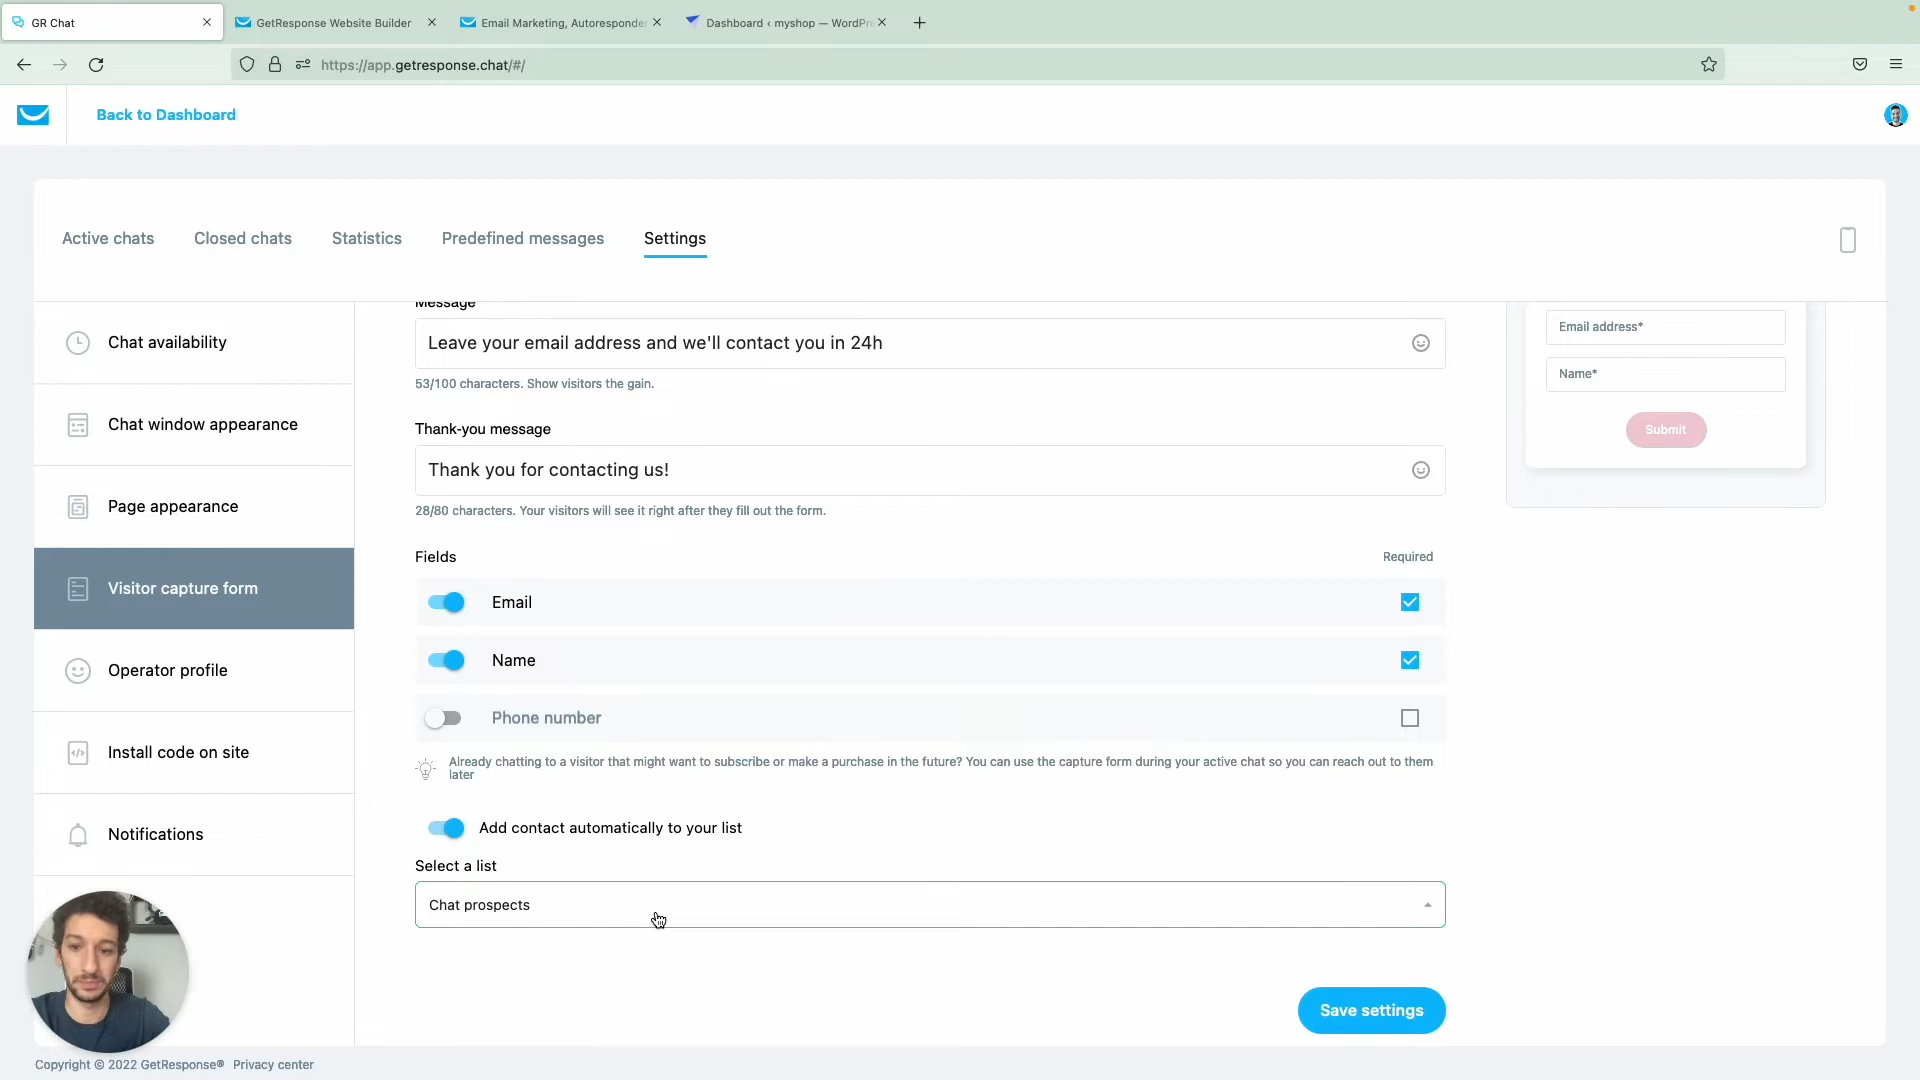 GR Chat
GetResponse Website Builder
Email Marketing, Autoresponder
Dashboard ‹ myshop — WordPr
https://app.getresponse.chat/#/
Back to Dashboard
Active chats
Closed chats
Statistics
Predefined messages
Settings
Chat availability
Chat window appearance
Page appearance
Visitor capture form
Operator profile
Install code on site
Notifications
Message
Leave your email address and we'll contact you in 24h
53/100 characters. Show visitors the gain.
Thank-you message
Thank you for contacting us!
28/80 characters. Your visitors will see it right after they fill out the form.
Fields
Required
Email
Name
Phone number
Already chatting to a visitor that might want to subscribe or make a purchase in the future? You can use the capture form during your active chat so you can reach out to them
later
Add contact automatically to your list
Select a list
Chat prospects
Save settings
Email address*
Name*
Submit
Copyright © 2022 GetResponse® Privacy center